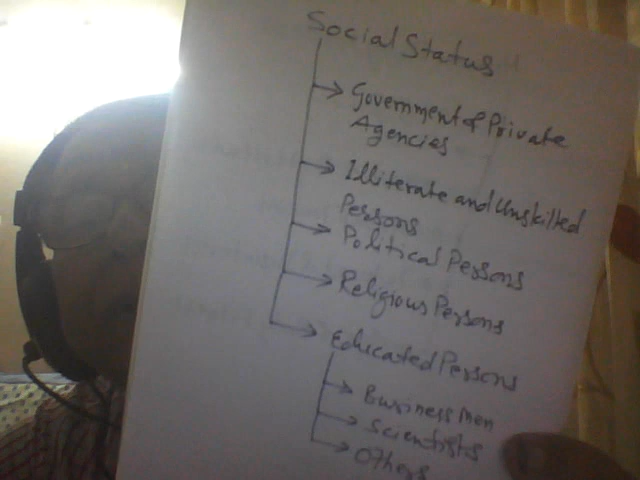 Social Status
Government & Private
Agencies
Illiterate and Unskilled
Persons
Political Persons
Religious Persons
Educated Persons
Business Men
Scientists
Others